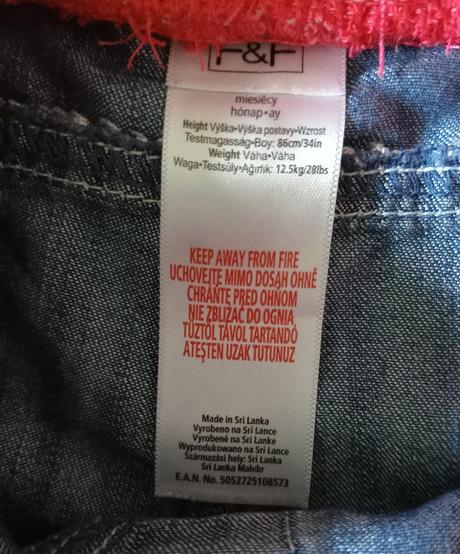 F&F
miesięcy
hónap•ay
Height Výška•Výška postavy•Wzrost
Testmagasság•Boy: 86cm/34in
Weight Váha•Váha
Waga•Testsúly•Ağırlık: 12.5kg/28lbs
KEEP AWAY FROM FIRE
UCHOVEJTE MIMO DOSAH OHNĚ
CHRÁŇTE PRED OHŇOM
NIE ZBLIŻAĆ DO OGNIA
TŰZTŐL TÁVOL TARTANDÓ
ATEŞTEN UZAK TUTUNUZ
Made in Sri Lanka
Vyrobeno na Srí Lance
Vyrobené na Srí Lanke
Wyprodukowano na Sri Lance
Származási hely: Srí Lanka
Sri Lanka Malıdır
E.A.N. No. 5052725108573